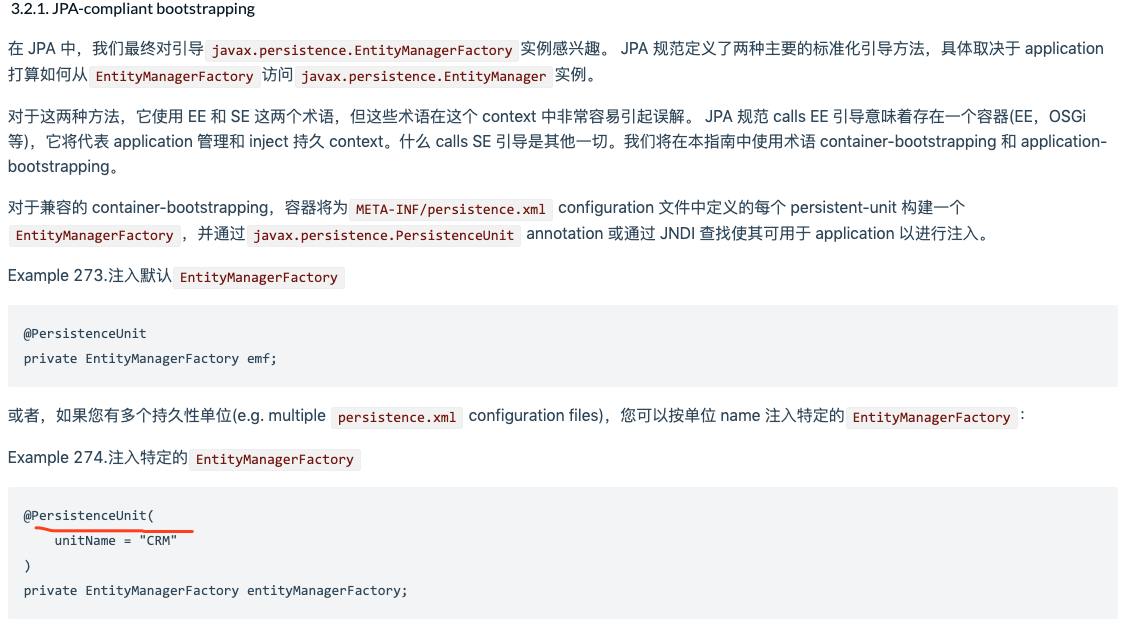 3.2.1. JPA-compliant bootstrapping
在 JPA 中，我们最终对引导 javax.persistence.EntityManagerFactory 实例感兴趣。 JPA 规范定义了两种主要的标准化引导方法，具体取决于 application
打算如何从 EntityManagerFactory 访问 javax.persistence.EntityManager 实例。
对于这两种方法，它使用 EE 和 SE 这两个术语，但这些术语在这个 context 中非常容易引起误解。 JPA 规范 calls EE 引导意味着存在一个容器(EE，OSGi
等)，它将代表 application 管理和 inject 持久 context。什么 calls SE 引导是其他一切。我们将在本指南中使用术语 container-bootstrapping 和 application-
bootstrapping。
对于兼容的 container-bootstrapping，容器将为 META-INF/persistence.xml configuration 文件中定义的每个 persistent-unit 构建一个
EntityManagerFactory ，并通过 javax.persistence.PersistenceUnit annotation 或通过 JNDI 查找使其可用于 application 以进行注入。
Example 273.注入默认 EntityManagerFactory
@PersistenceUnit
private EntityManagerFactory emf;
或者，如果您有多个持久性单位(e.g. multiple persistence.xml configuration files)，您可以按单位 name 注入特定的 EntityManagerFactory ：
Example 274.注入特定的 EntityManagerFactory
@PersistenceUnit(
    unitName = "CRM"
)
private EntityManagerFactory entityManagerFactory;